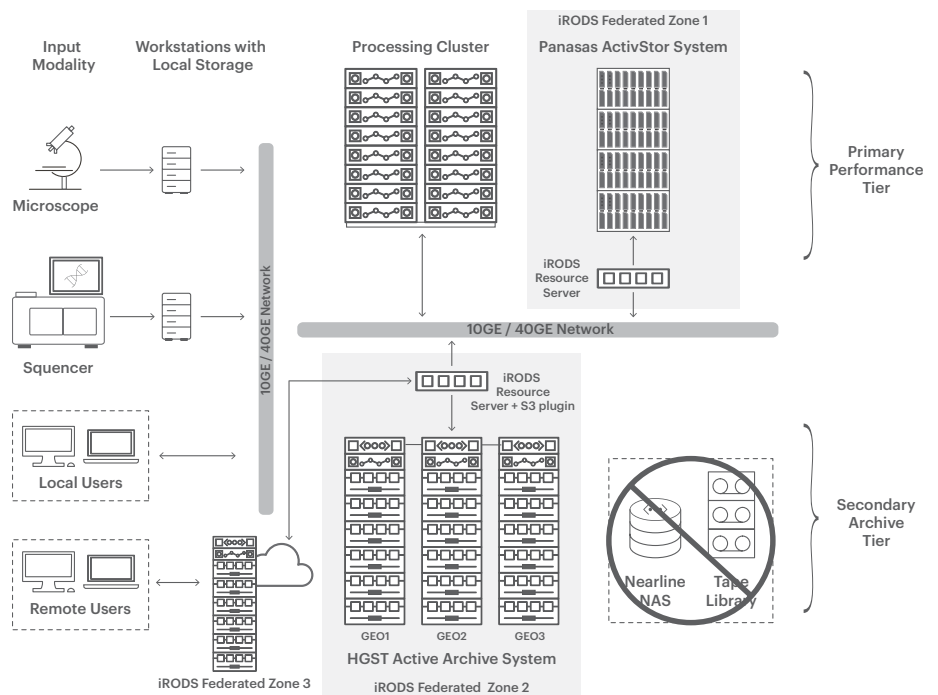 Input
Modality
Workstations with
Local Storage
Processing Cluster
iRODS Federated Zone 1
Panasas ActivStor System
Microscope
Primary
Performance
Tier
iRODS
Resource
Server
Squencer
10GE / 40GE Network
10GE / 40GE Network
iRODS
Resource
Server + S3 plugin
Local Users
Secondary
Archive
Tier
Remote Users
Nearline
NAS
Tape
Library
GEO1
GEO2
GEO3
HGST Active Archive System
iRODS Federated Zone 3
iRODS Federated Zone 2